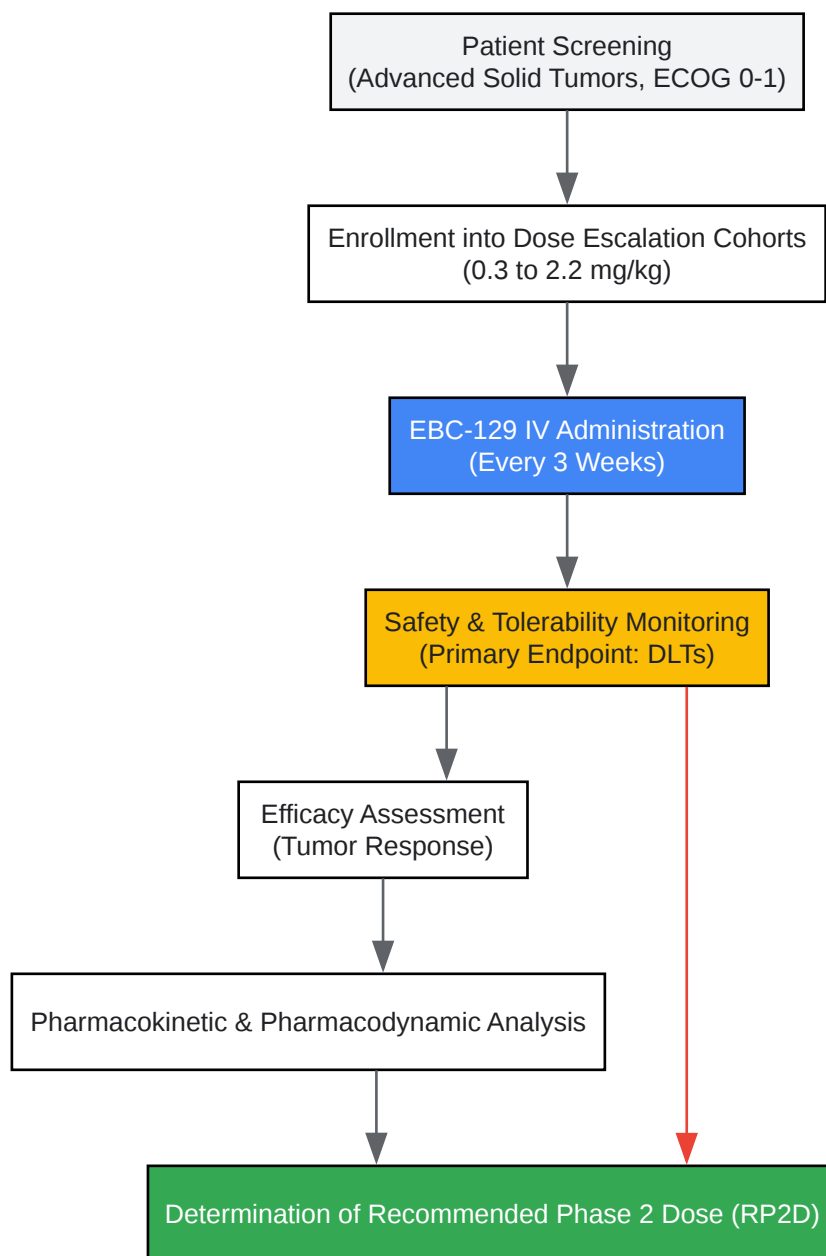 Patient Screening
(Advanced Solid Tumors, ECOG 0-1)
Enrollment into Dose Escalation Cohorts
(0.3 to 2.2 mg/kg)
EBC-129 IV Administration
(Every 3 Weeks)
Safety & Tolerability Monitoring
(Primary Endpoint: DLTs)
Efficacy Assessment
(Tumor Response)
Pharmacokinetic & Pharmacodynamic Analysis
Determination of Recommended Phase 2 Dose (RP2D)